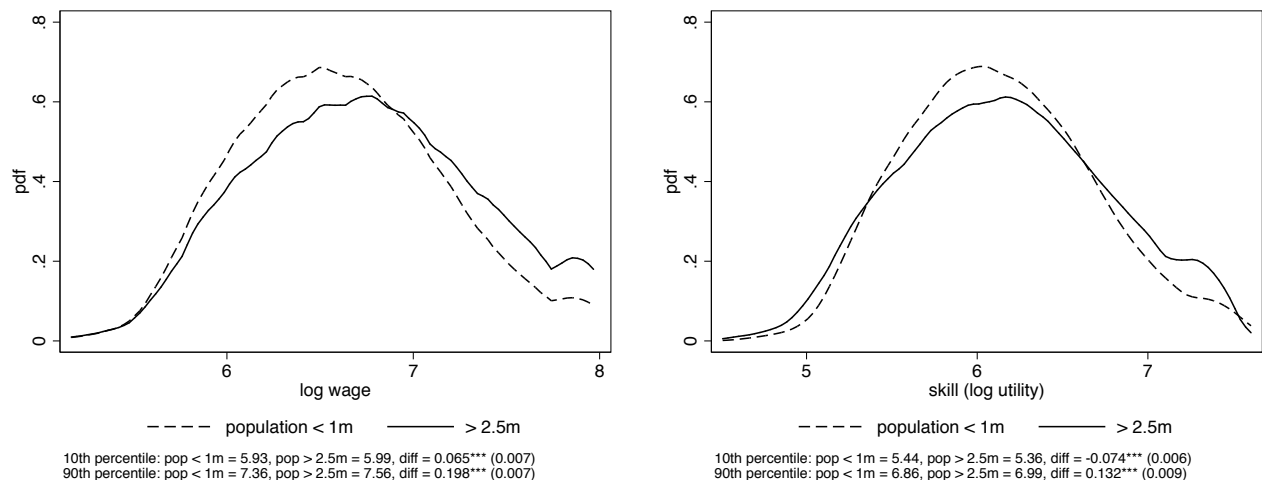 .8
.6
.4
.2
0
pdf
6 7 8
log wage
population < 1m > 2.5m
10th percentile: pop < 1m = 5.93, pop > 2.5m = 5.99, diff = 0.065*** (0.007)
90th percentile: pop < 1m = 7.36, pop > 2.5m = 7.56, diff = 0.198*** (0.007)
.8
.6
.4
.2
0
pdf
5 6 7
skill (log utility)
population < 1m > 2.5m
10th percentile: pop < 1m = 5.44, pop > 2.5m = 5.36, diff = -0.074*** (0.006)
90th percentile: pop < 1m = 6.86, pop > 2.5m = 6.99, diff = 0.132*** (0.009)